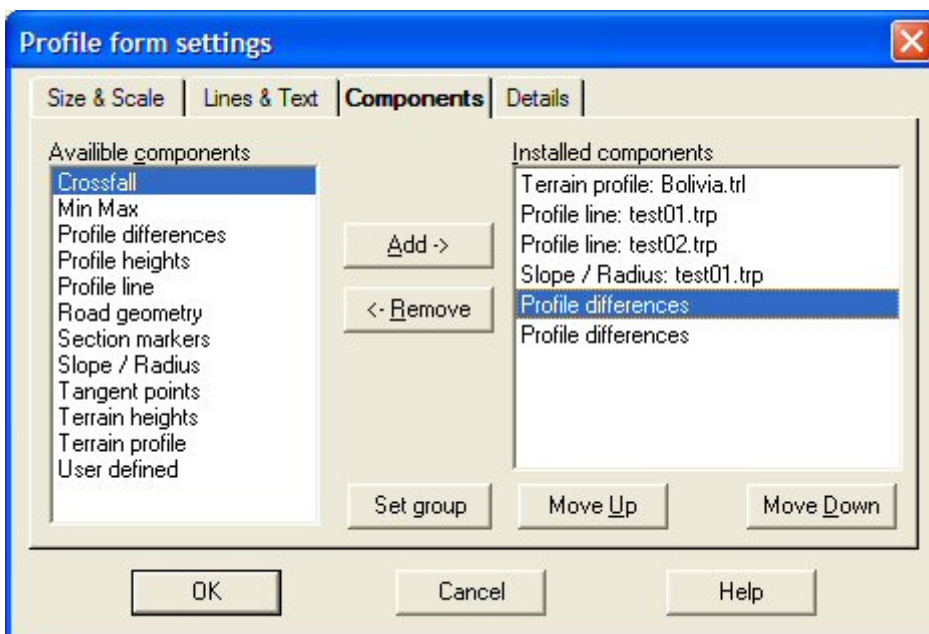 Profile form settings
Size & Scale
Lines & Text
Components
Details
Availible components
Crossfall
Min Max
Profile differences
Profile heights
Profile line
Road geometry
Section markers
Slope / Radius
Tangent points
Terrain heights
Terrain profile
User defined
Add ->
<- Remove
Set group
Installed components
Terrain profile: Bolivia.trl
Profile line: test01.trp
Profile line: test02.trp
Slope / Radius: test01.trp
Profile differences
Profile differences
Move Up
Move Down
OK
Cancel
Help